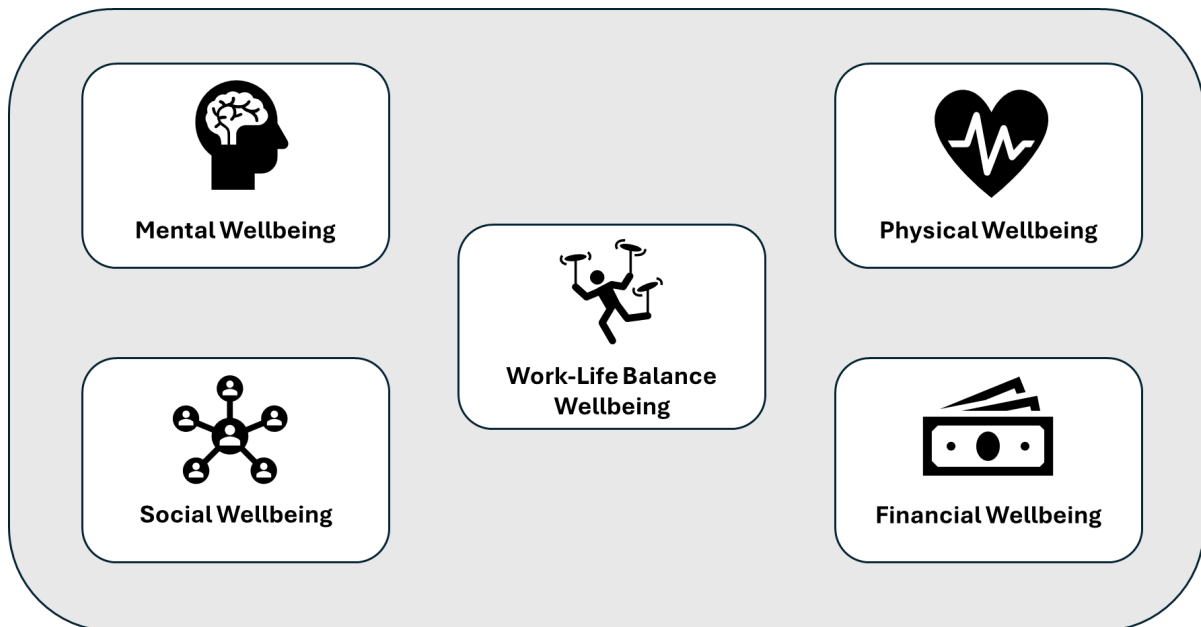 Mental Wellbeing
Physical Wellbeing
Work-Life Balance
Wellbeing
Social Wellbeing
Financial Wellbeing